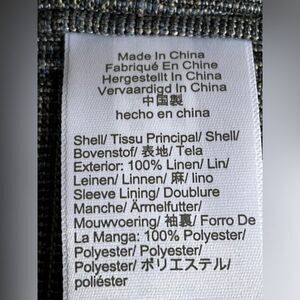 Made In China
Fabriqué En Chine
Hergestellt In China
Vervaardigd In China
中国製
hecho en china
Shell/ Tissu Principal/ Shell/
Bovenstof/ 表地/ Tela
Exterior: 100% Linen/ Lin/
Leinen/ Linnen/ 麻/ lino
Sleeve Lining/ Doublure
Manche/ Ärmelfutter/
Mouwvoering/ 袖裏/ Forro De
La Manga: 100% Polyester/
Polyester/ Polyester/
Polyester/ ポリエステル/
poliéster